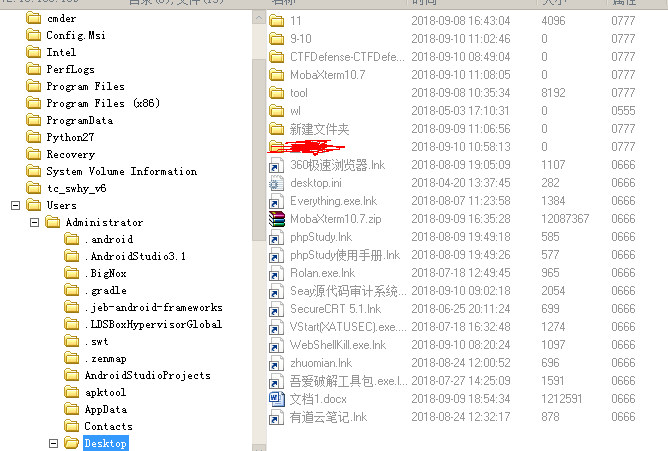 目录(0),文件(15)
名称 时间 大小 属性
cmder
Config.Msi
Intel
PerfLogs
Program Files
Program Files (x86)
ProgramData
Python27
Recovery
System Volume Information
tc_swhy_v6
Users
Administrator
.android
.AndroidStudio3.1
.BigNox
.gradle
.jeb-android-frameworks
.LDSBoxHypervisorGlobal
.swt
.zenmap
AndroidStudioProjects
apktool
AppData
Contacts
Desktop
11 2018-09-08 16:43:04 4096 0777
9-10 2018-09-10 11:02:46 0 0777
CTFDefense-CTFDefe... 2018-09-10 08:49:04 0 0777
MobaXterm10.7 2018-09-10 11:08:05 0 0777
tool 2018-09-08 10:35:34 8192 0777
wl 2018-05-03 17:10:31 0 0555
新建文件夹 2018-09-09 11:06:56 0 0777
2018-09-10 10:58:13 0 0777
360极速浏览器.lnk 2018-08-09 19:05:09 1107 0666
desktop.ini 2018-04-20 13:37:45 282 0666
Everything.exe.lnk 2018-08-07 11:23:58 1384 0666
MobaXterm10.7.zip 2018-09-09 16:35:28 12087367 0666
phpStudy.lnk 2018-08-09 19:49:18 585 0666
phpStudy使用手册.lnk 2018-08-09 19:49:26 577 0666
Rolan.exe.lnk 2018-07-18 12:49:45 965 0666
Seay源代码审计系统... 2018-08-09 09:02:18 2054 0666
SecureCRT 5.1.lnk 2018-06-25 20:11:24 699 0666
VStart(XATUSEC).exe... 2018-07-18 16:32:48 1274 0666
WebShellKill.exe.lnk 2018-09-10 08:20:24 1097 0666
zhuomian.lnk 2018-08-24 12:00:52 696 0666
吾爱破解工具包.exe.l... 2018-07-27 14:25:09 1591 0666
文档1.docx 2018-09-09 18:54:34 1212591 0666
有道云笔记.lnk 2018-08-24 12:32:17 878 0666